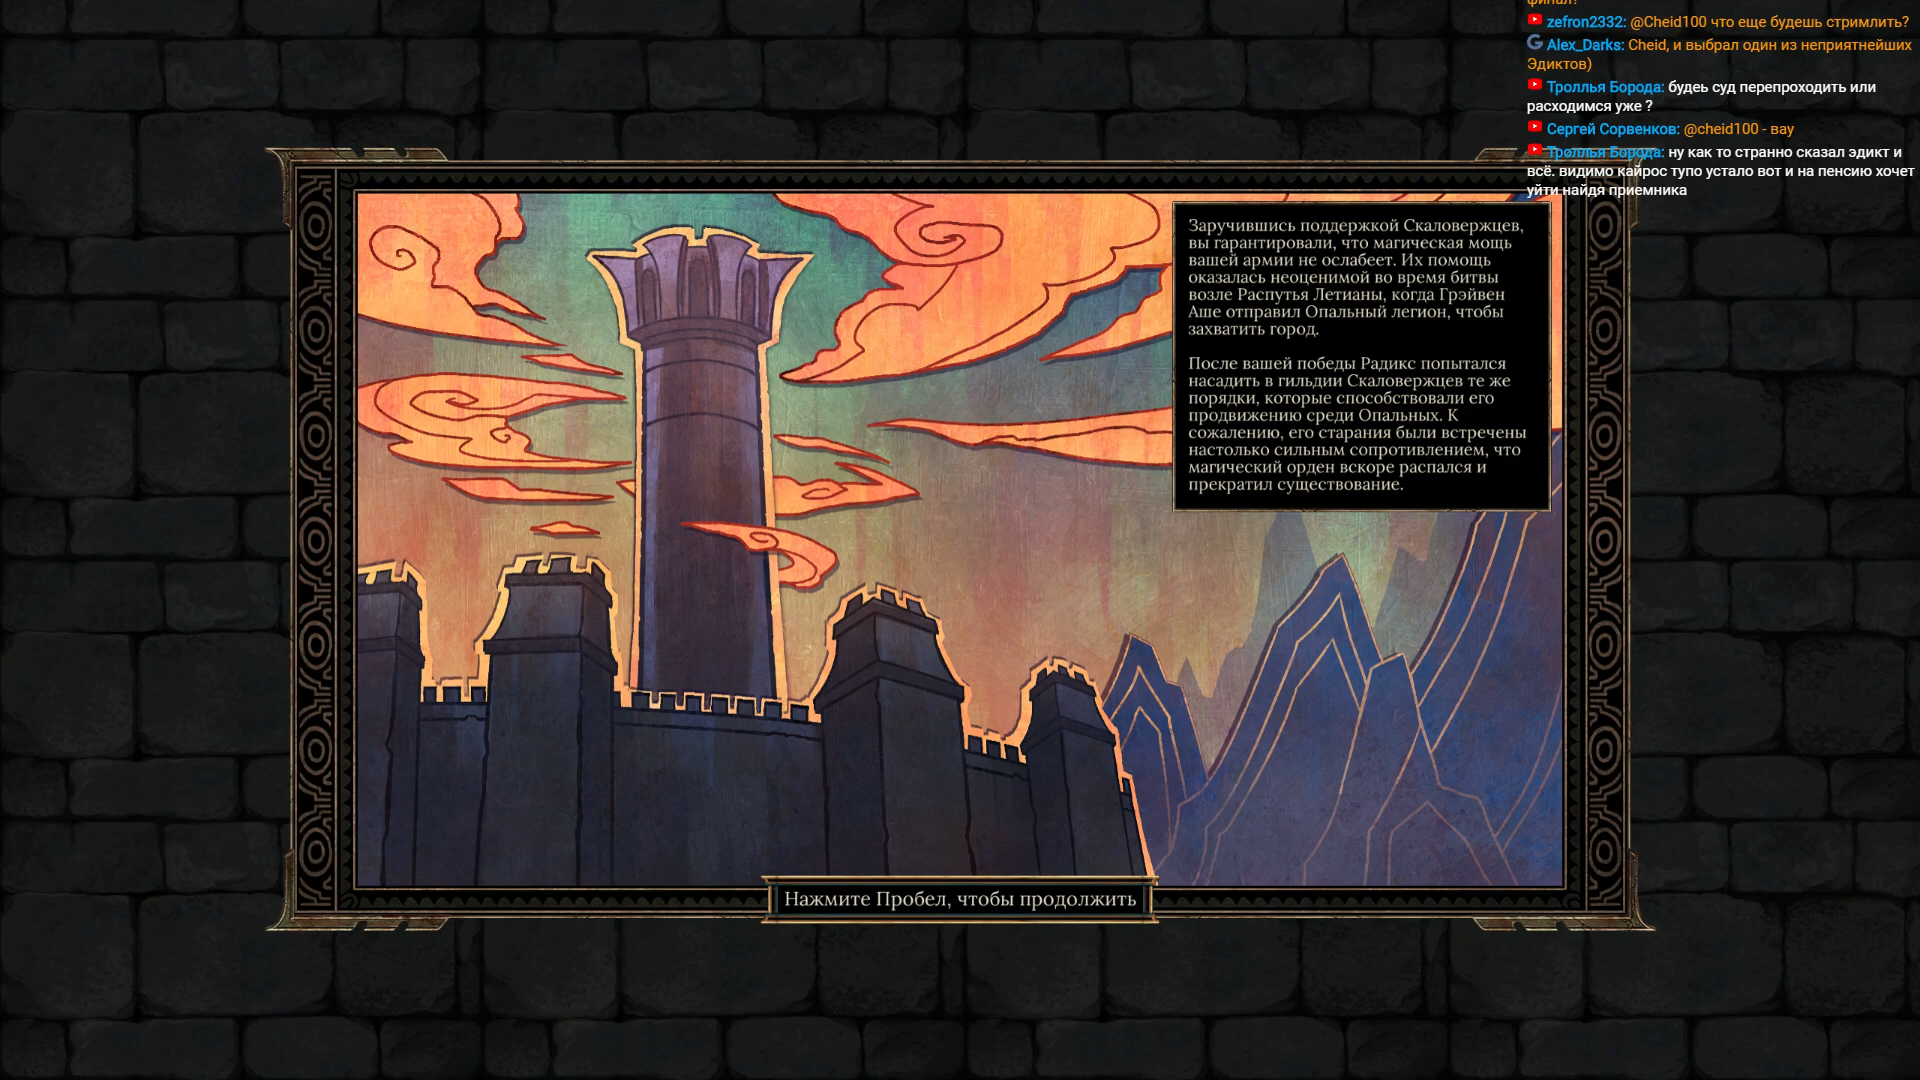 финал?
zefron2332: @Cheid100 что еще будешь стримлить?
Alex_Darks: Cheid, и выбрал один из неприятнейших
Эдиктов)
Троллья Борода: будеь суд перепроходить или
расходимся уже ?
Сергей Сорвенков: @cheid100 - вау
Троллья Борода: ну как то странно сказал эдикт и
всё. видимо кайрос тупо устало вот и на пенсию хочет
уйти найдя приемника
Заручившись поддержкой Скаловержцев,
вы гарантировали, что магическая мощь
вашей армии не ослабеет. Их помощь
оказалась неоценимой во время битвы
возле Распутья Летианы, когда Грэйвен
Аше отправил Опальный легион, чтобы
захватить город.
После вашей победы Радикс попытался
насадить в гильдии Скаловержцев те же
порядки, которые способствовали его
продвижению среди Опальных. К
сожалению, его старания были встречены
настолько сильным сопротивлением, что
магический орден вскоре распался и
прекратил существование.
Нажмите Пробел, чтобы продолжить